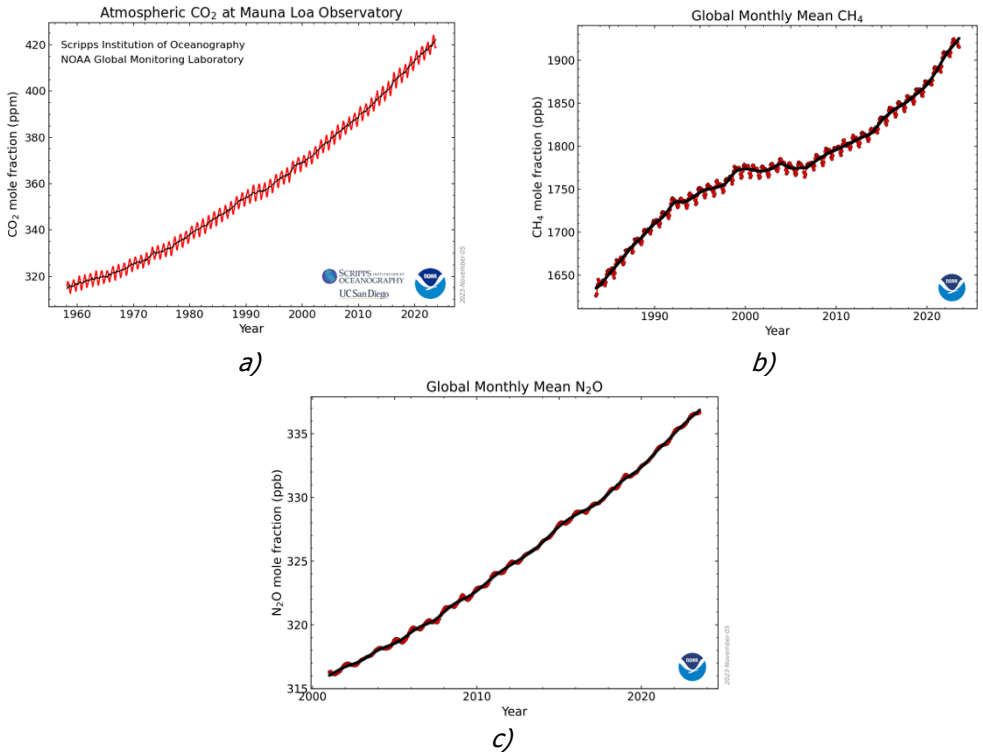 Atmospheric CO₂ at Mauna Loa Observatory
Scripps Institution of Oceanography
NOAA Global Monitoring Laboratory
CO₂ mole fraction (ppm)
420
400
380
360
340
320
1960 1970 1980 1990 2000 2010 2020
Year
SCRIPPS INSTITUTION OF
OCEANOGRAPHY
UC San Diego
NOAA
2023-November-05
a)
Global Monthly Mean CH₄
CH₄ mole fraction (ppb)
1900
1850
1800
1750
1700
1650
1990 2000 2010 2020
Year
NOAA
b)
Global Monthly Mean N₂O
N₂O mole fraction (ppb)
335
330
325
320
315
2000 2010 2020
Year
NOAA
2023-November-05
c)